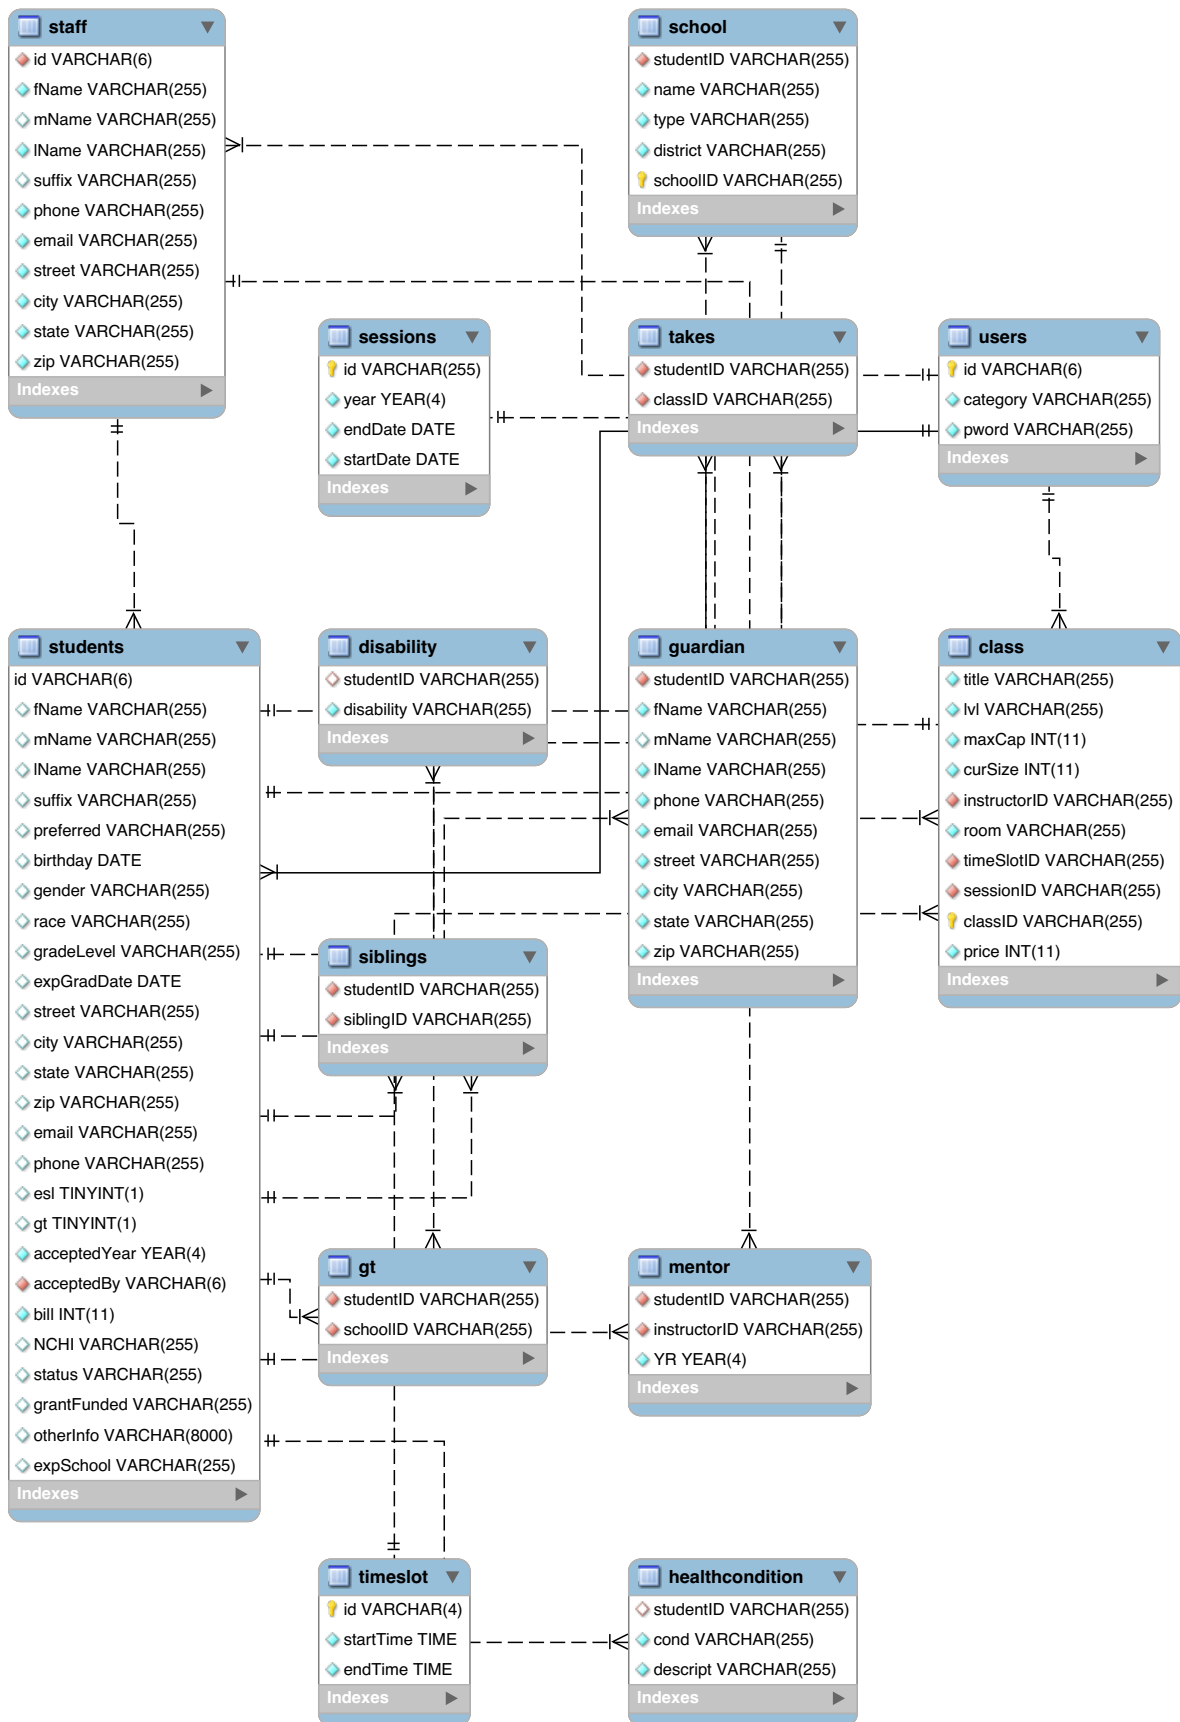 staff
id VARCHAR(6)
fName VARCHAR(255)
mName VARCHAR(255)
lName VARCHAR(255)
suffix VARCHAR(255)
phone VARCHAR(255)
email VARCHAR(255)
street VARCHAR(255)
city VARCHAR(255)
state VARCHAR(255)
zip VARCHAR(255)
Indexes
school
studentID VARCHAR(255)
name VARCHAR(255)
type VARCHAR(255)
district VARCHAR(255)
schoolID VARCHAR(255)
Indexes
sessions
id VARCHAR(255)
year YEAR(4)
endDate DATE
startDate DATE
Indexes
takes
studentID VARCHAR(255)
classID VARCHAR(255)
Indexes
users
id VARCHAR(6)
category VARCHAR(255)
pword VARCHAR(255)
Indexes
students
id VARCHAR(6)
fName VARCHAR(255)
mName VARCHAR(255)
lName VARCHAR(255)
suffix VARCHAR(255)
preferred VARCHAR(255)
birthday DATE
gender VARCHAR(255)
race VARCHAR(255)
gradeLevel VARCHAR(255)
expGradDate DATE
street VARCHAR(255)
city VARCHAR(255)
state VARCHAR(255)
zip VARCHAR(255)
email VARCHAR(255)
phone VARCHAR(255)
esl TINYINT(1)
gt TINYINT(1)
acceptedYear YEAR(4)
acceptedBy VARCHAR(6)
bill INT(11)
NCHI VARCHAR(255)
status VARCHAR(255)
grantFunded VARCHAR(255)
otherInfo VARCHAR(8000)
expSchool VARCHAR(255)
Indexes
disability
studentID VARCHAR(255)
disability VARCHAR(255)
Indexes
guardian
studentID VARCHAR(255)
fName VARCHAR(255)
mName VARCHAR(255)
lName VARCHAR(255)
phone VARCHAR(255)
email VARCHAR(255)
street VARCHAR(255)
city VARCHAR(255)
state VARCHAR(255)
zip VARCHAR(255)
Indexes
class
title VARCHAR(255)
lvl VARCHAR(255)
maxCap INT(11)
curSize INT(11)
instructorID VARCHAR(255)
room VARCHAR(255)
timeSlotID VARCHAR(255)
sessionID VARCHAR(255)
classID VARCHAR(255)
price INT(11)
Indexes
siblings
studentID VARCHAR(255)
siblingID VARCHAR(255)
Indexes
gt
studentID VARCHAR(255)
schoolID VARCHAR(255)
Indexes
mentor
studentID VARCHAR(255)
instructorID VARCHAR(255)
YR YEAR(4)
Indexes
timeslot
id VARCHAR(4)
startTime TIME
endTime TIME
Indexes
healthcondition
studentID VARCHAR(255)
cond VARCHAR(255)
descript VARCHAR(255)
Indexes